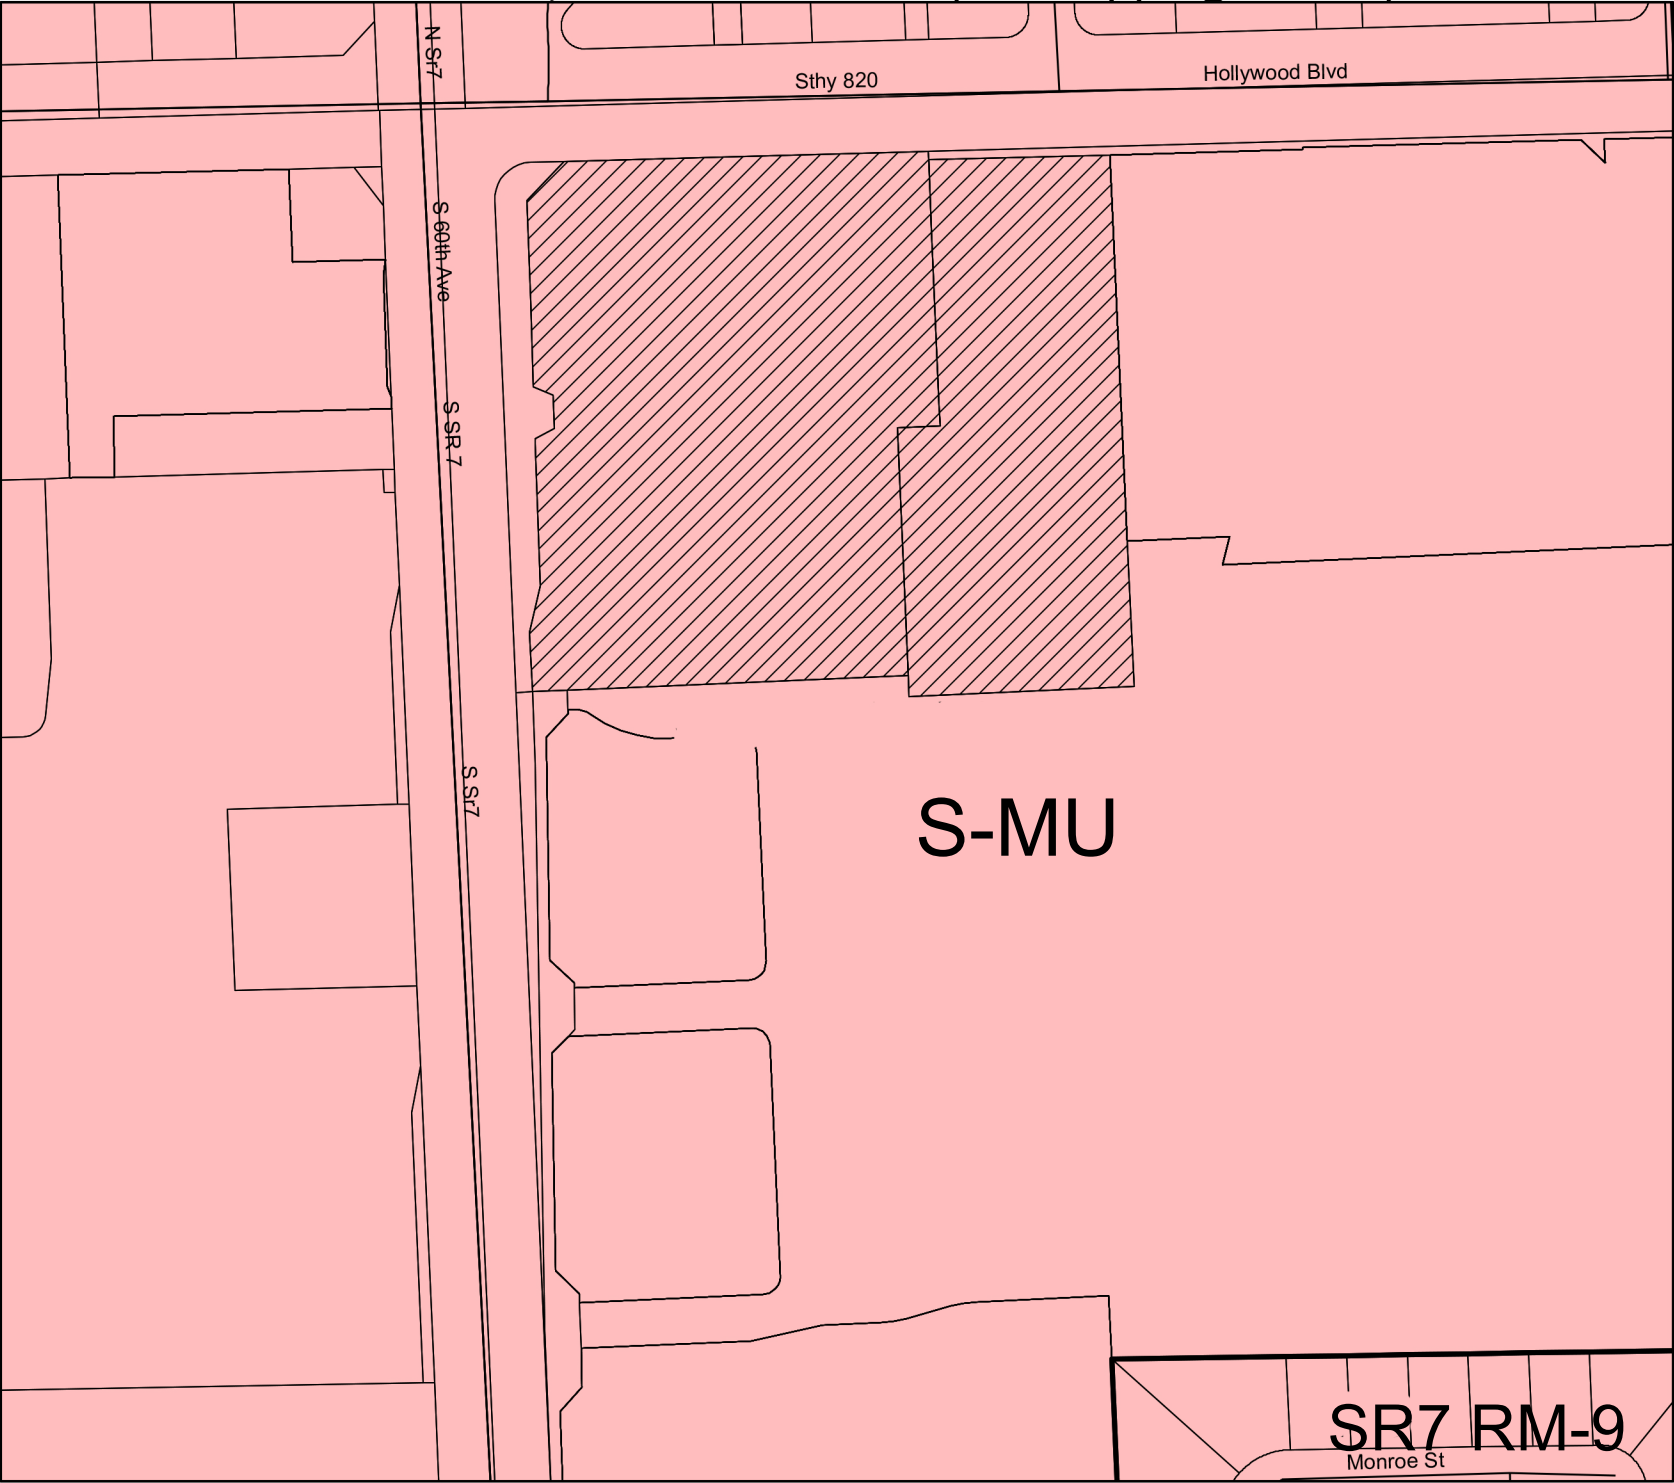 N Sr7
Sthy 820
Hollywood Blvd
S 60th Ave
S SR 7
S Sr7
S-MU
SR7 RM-9
Monroe St